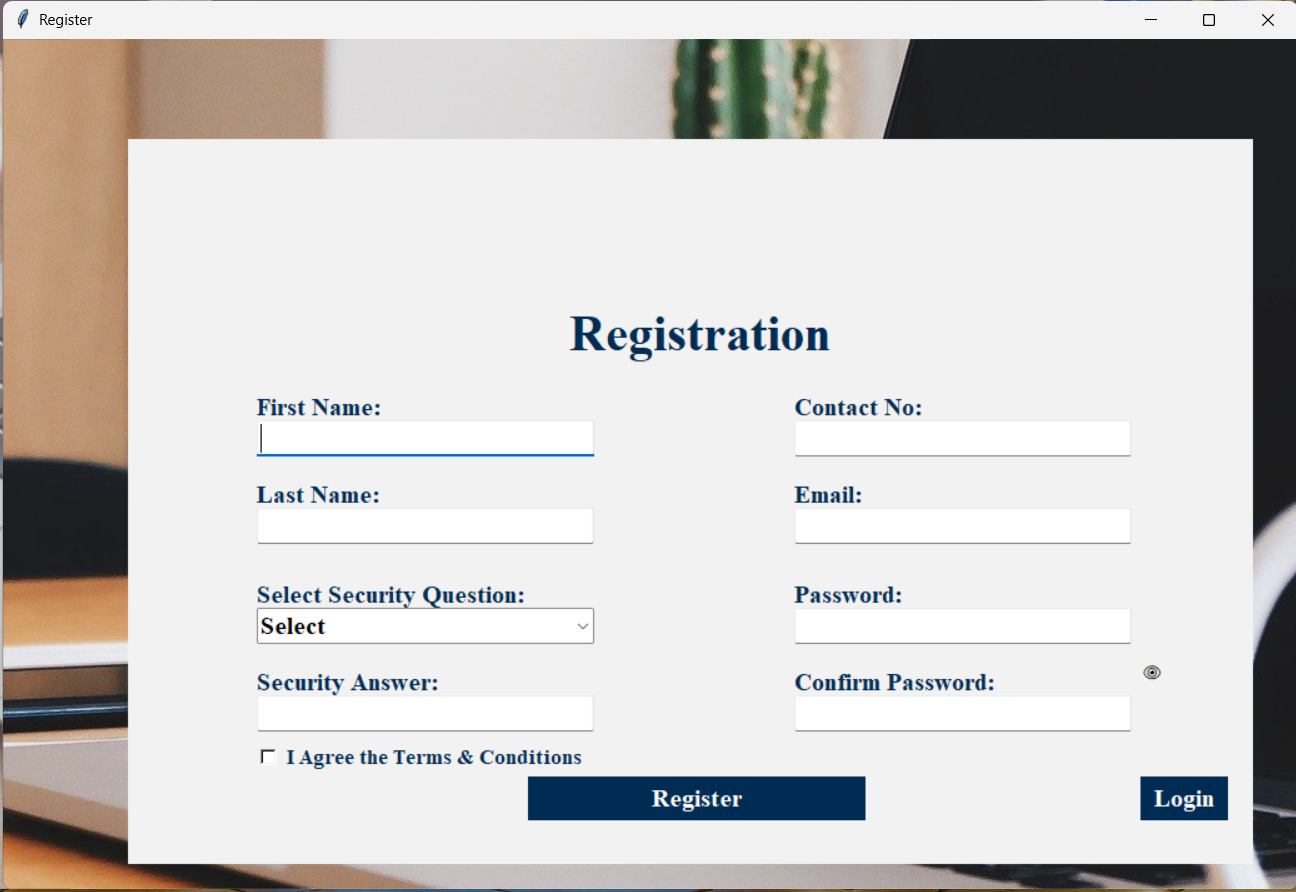 Register
Registration
First Name:
Contact No:
Last Name:
Email:
Select Security Question:
Password:
Select
Security Answer:
Confirm Password:
I Agree the Terms & Conditions
Register
Login